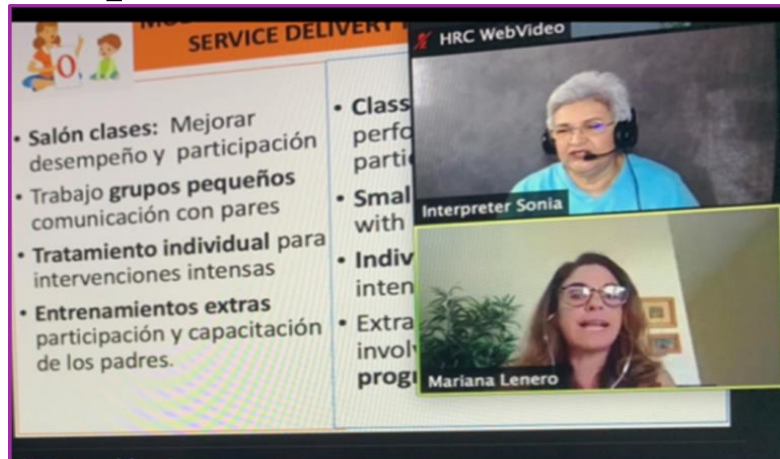 SERVICE DELIVERY
O
• Salón clases: Mejorar
desempeño y participación
• Trabajo grupos pequeños
comunicación con pares
• Tratamiento individual para
intervenciones intensas
• Entrenamientos extras
participación y capacitación
de los padres.
• Class
perfo
parti
• Smal
with
• Indiv
inten
• Extra
invol
progr
HRC WebVideo
Interpreter Sonia
Mariana Lenero